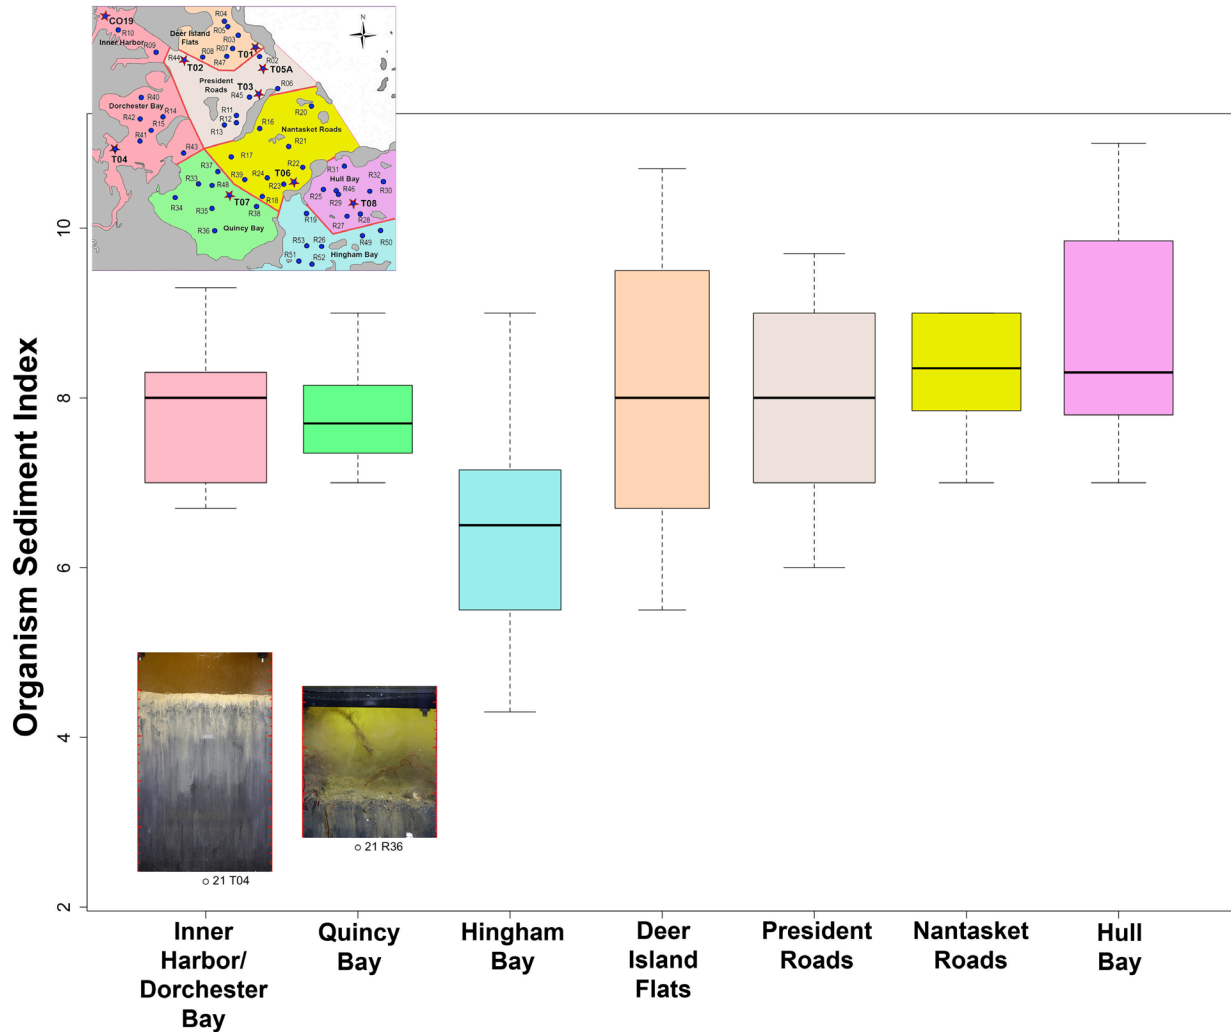 R04
CO19
N
R10
R05
Deer Island
Flats
R03
Inner Harbor
R07
T01
R09
R08
R02
R44
R47
T02
T05A
President
Roads
T03
R06
R45
R40
Dorchester Bay
R20
R11
R14
R12
R42
R16
R15
R13
Nantasket Roads
R41
R21
T04
R43
R17
R31
Hull Bay
R37
R22
R32
R33
R39
R24
T06
R48
R23
R25
R46
R30
R29
R34
T07
R18
T08
R35
R38
R19
R28
R27
R36
Quincy Bay
R53
R26
R49
R50
R51
R52
Hingham Bay
10
8
6
4
2
Organism Sediment Index
21 T04
21 R36
Inner
Harbor/
Dorchester
Bay
Quincy
Bay
Hingham
Bay
Deer
Island
Flats
President
Roads
Nantasket
Roads
Hull
Bay